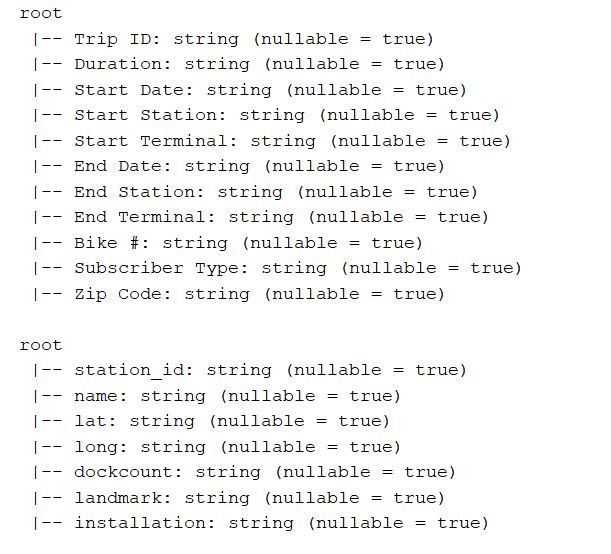 root
 |-- Trip ID: string (nullable = true)
 |-- Duration: string (nullable = true)
 |-- Start Date: string (nullable = true)
 |-- Start Station: string (nullable = true)
 |-- Start Terminal: string (nullable = true)
 |-- End Date: string (nullable = true)
 |-- End Station: string (nullable = true)
 |-- End Terminal: string (nullable = true)
 |-- Bike #: string (nullable = true)
 |-- Subscriber Type: string (nullable = true)
 |-- Zip Code: string (nullable = true)

root
 |-- station_id: string (nullable = true)
 |-- name: string (nullable = true)
 |-- lat: string (nullable = true)
 |-- long: string (nullable = true)
 |-- dockcount: string (nullable = true)
 |-- landmark: string (nullable = true)
 |-- installation: string (nullable = true)